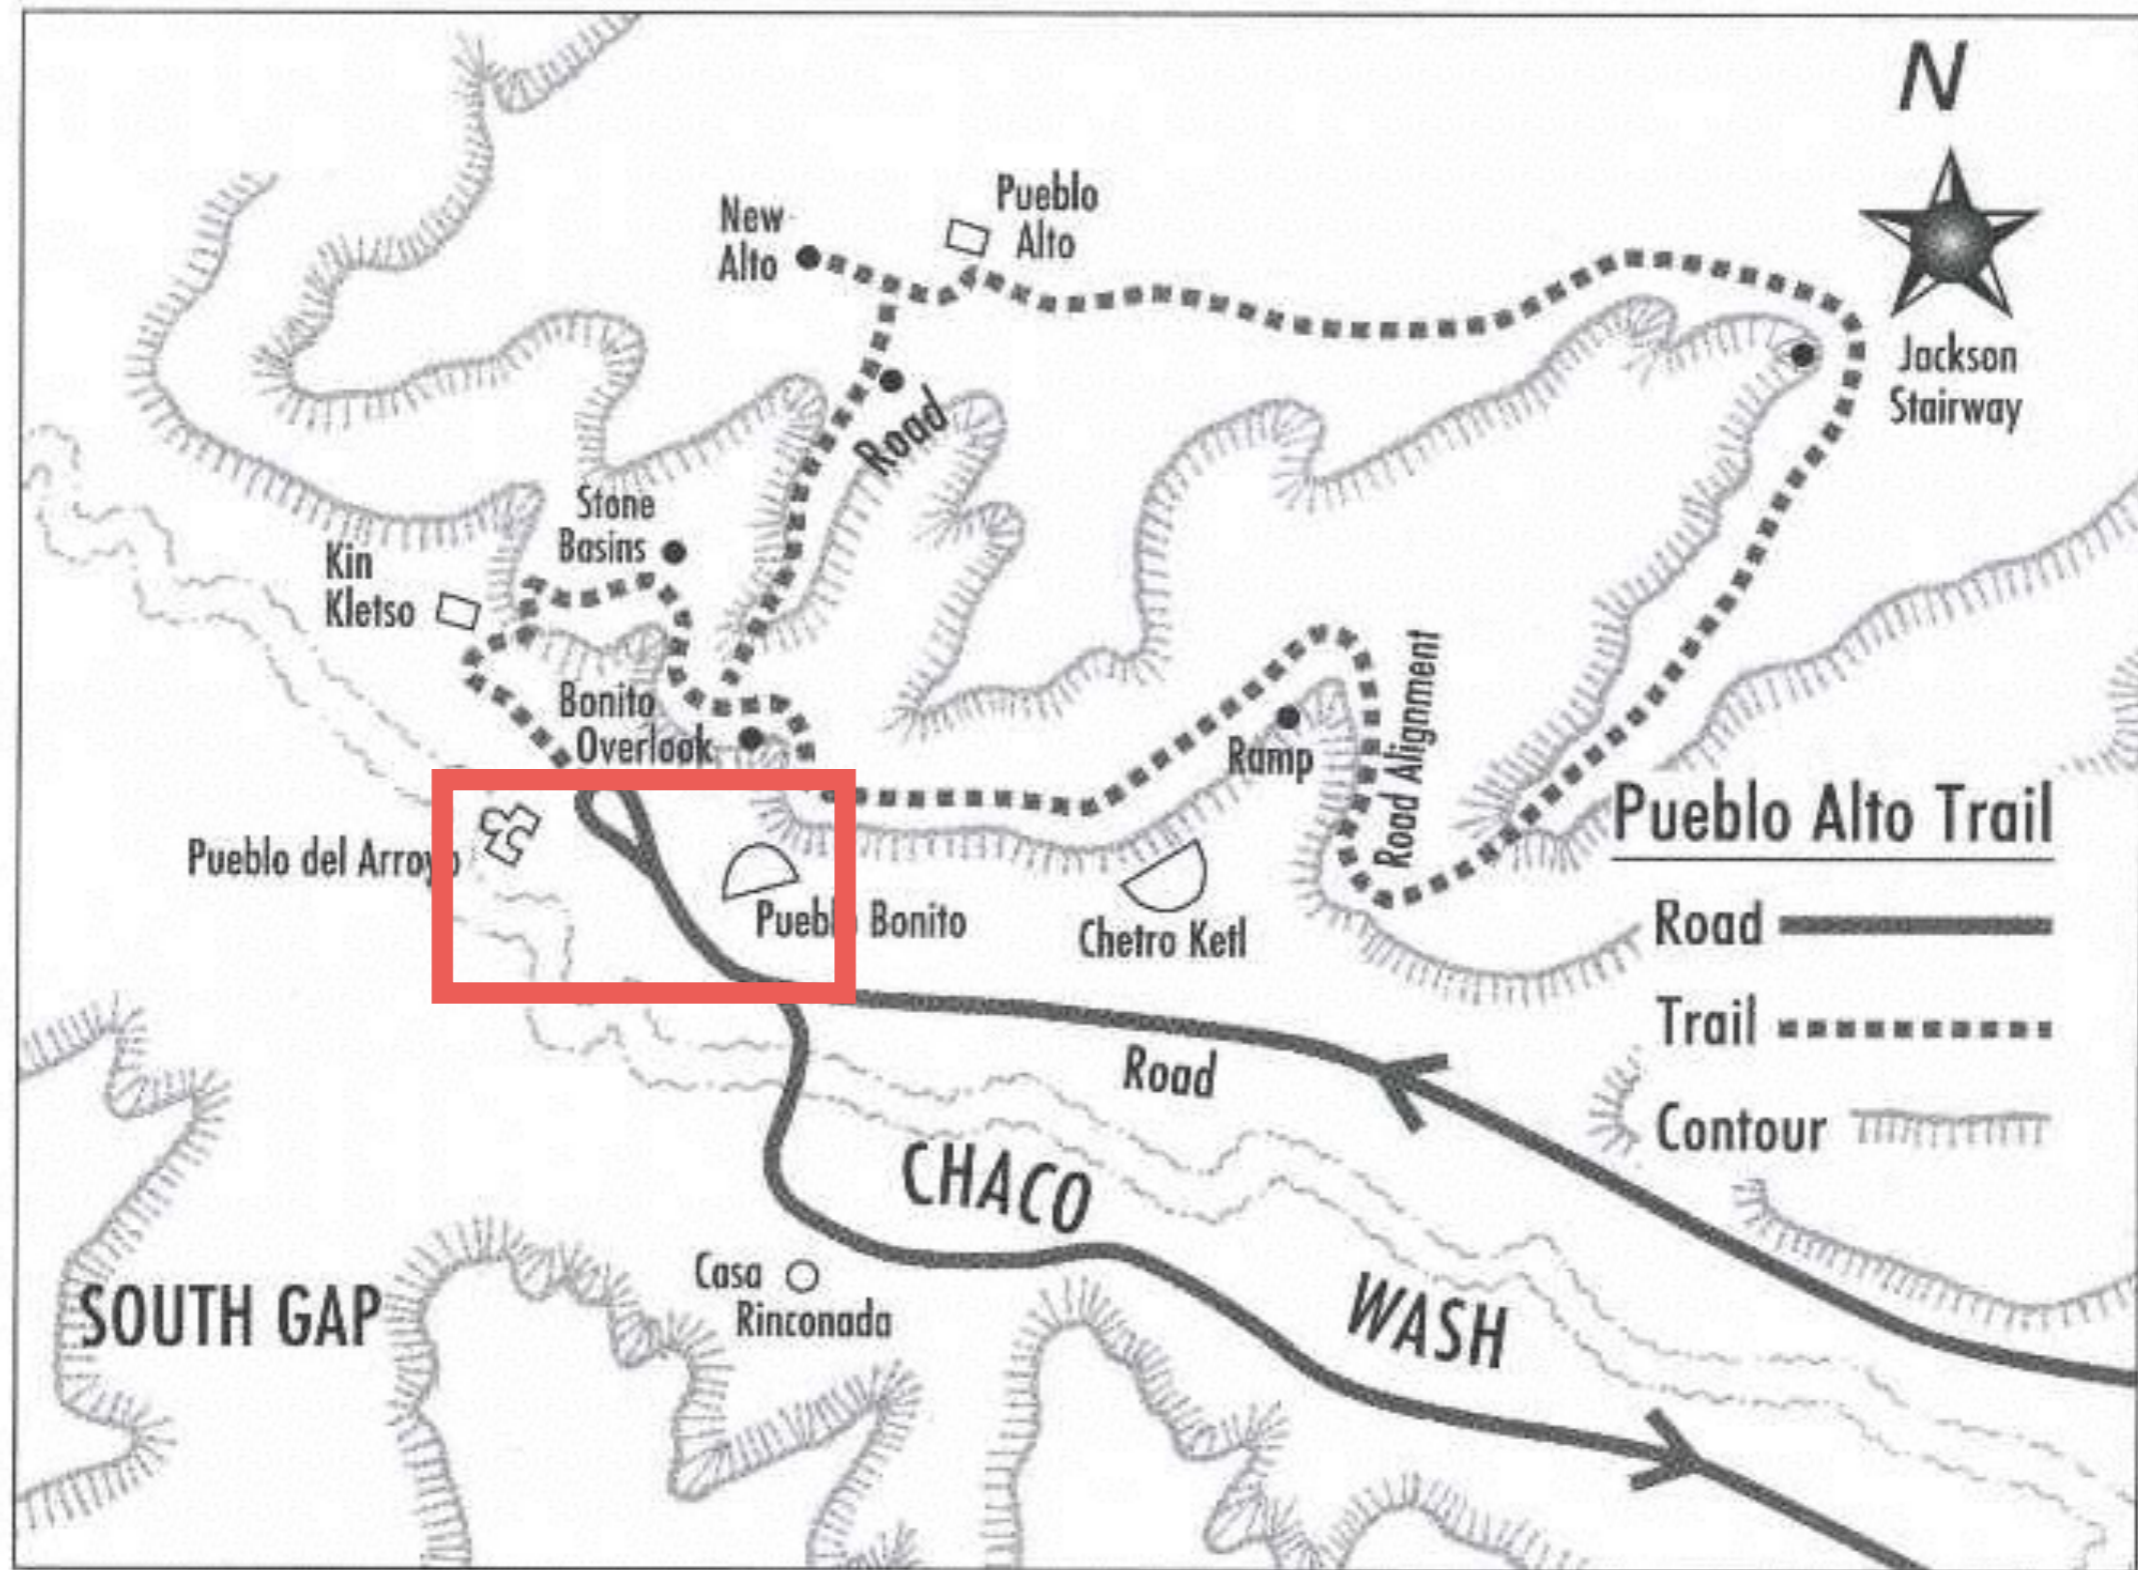 N
New
Alto
Pueblo
Alto
Jackson
Stairway
Road
Stone
Basins
Kin
Kletso
Bonito
Overlook
Ramp
Road Alignment
Pueblo Alto Trail
Pueblo del Arroyo
Pueblo Bonito
Chetro Ketl
Road
Trail
Contour
Road
CHACO
WASH
Casa
Rinconada
SOUTH GAP